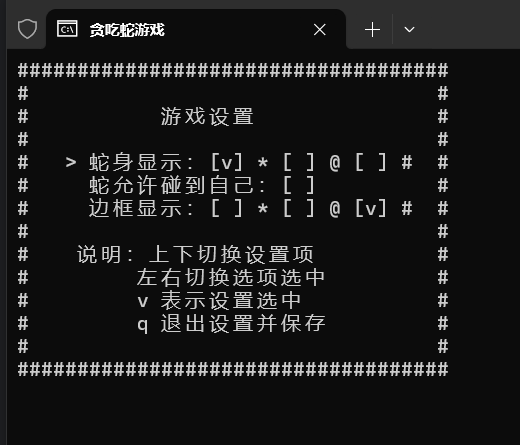 贪吃蛇游戏
####################################
#                                  #
#           游戏设置               #
#                                  #
#   > 蛇身显示: [v] * [ ] @ [ ] #  #
#     蛇允许碰到自己: [ ]          #
#     边框显示: [ ] * [ ] @ [v] #  #
#                                  #
#    说明: 上下切换设置项          #
#         左右切换选项选中         #
#         v 表示设置选中           #
#         q 退出设置并保存         #
#                                  #
####################################